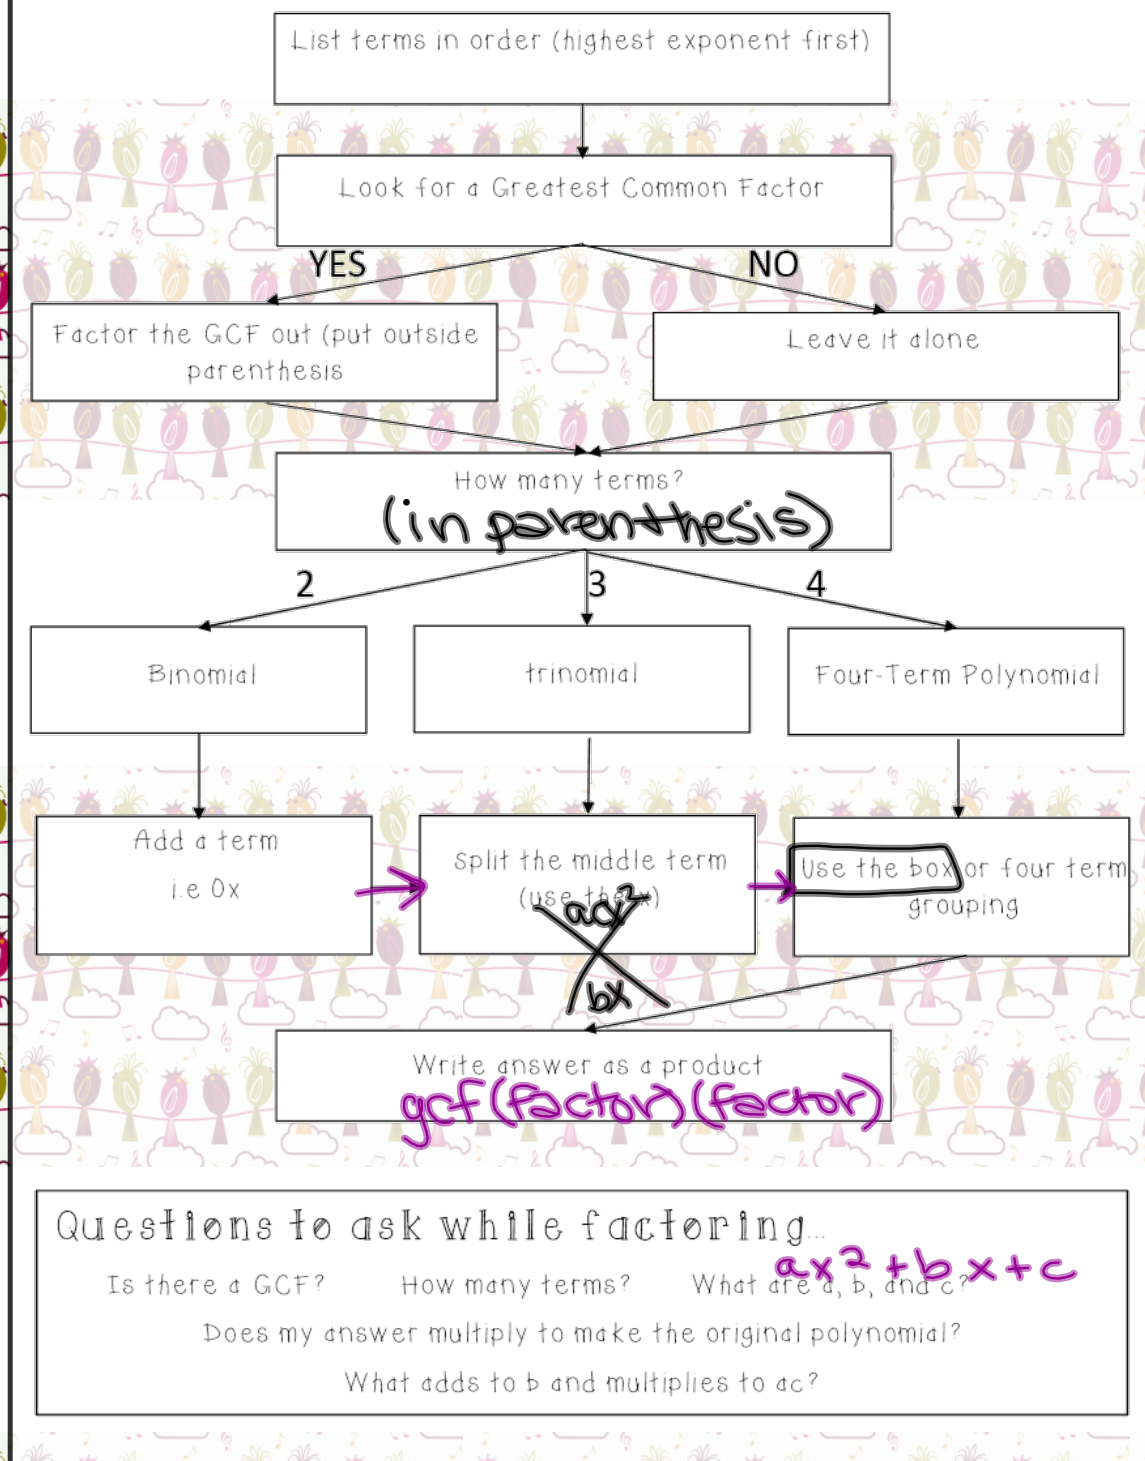 List terms in order (highest exponent first)
Look for a Greatest Common Factor
YES
NO
Factor the GCF out (put outside
parenthesis
Leave it alone
How many terms?
(in parenthesis)
2
3
4
Binomial
trinomial
Four-Term Polynomial
Add a term
i.e 0x
split the middle term
(use the x)
acx²
bx
Use the box or four term
grouping
Write answer as a product
gcf(factor)(factor)
Questions to ask while factoring...
ax²+bx+c
Is there a GCF? How many terms? What are a, b, and c?
Does my answer multiply to make the original polynomial?
What adds to b and multiplies to ac?